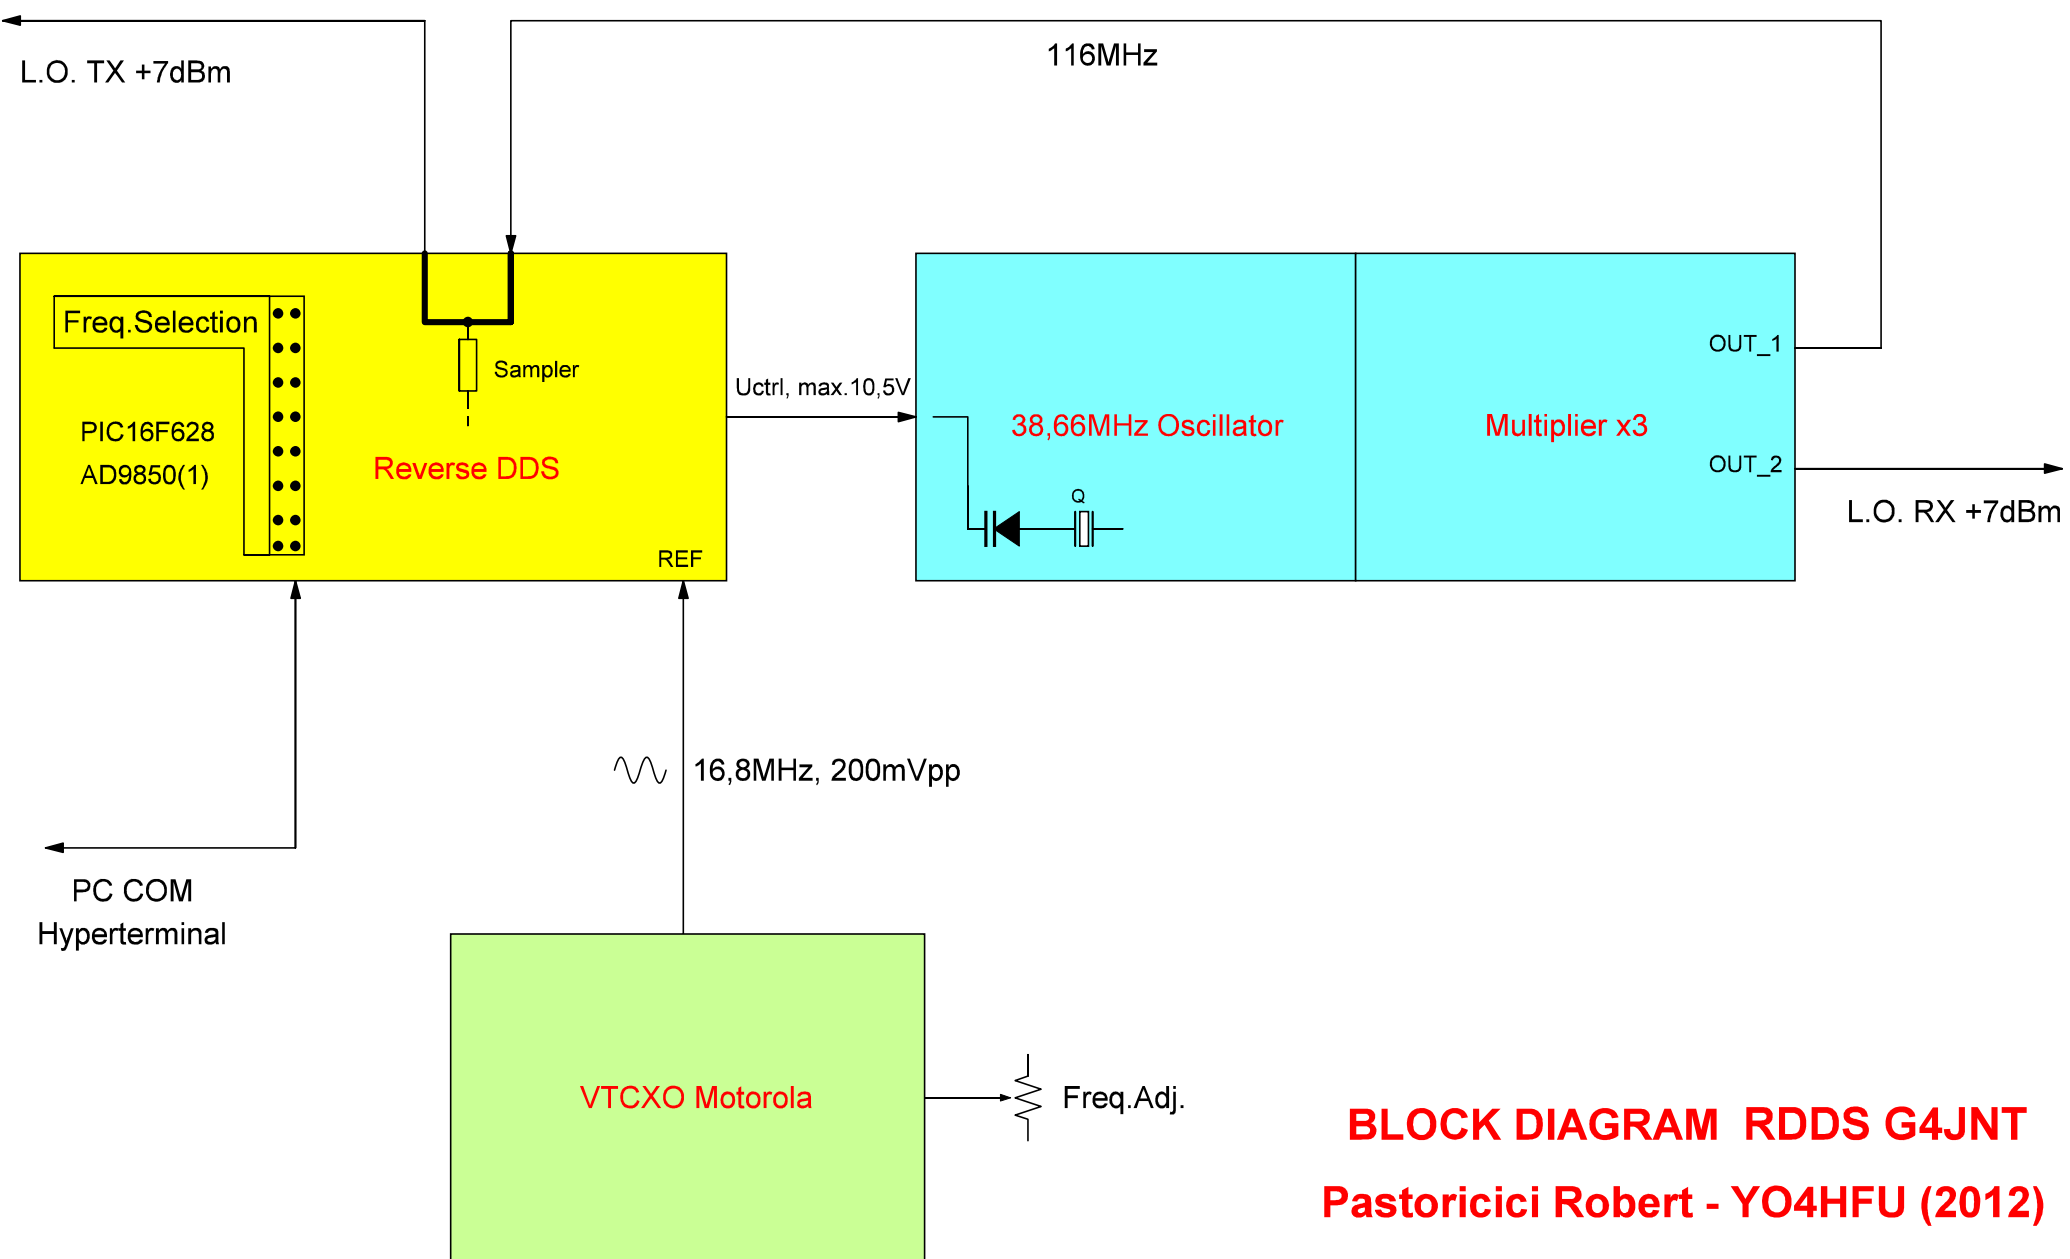 L.O. TX +7dBm
116MHz
Freq.Selection
Sampler
PIC16F628
AD9850(1)
Reverse DDS
REF
Uctrl, max.10,5V
38,66MHz Oscillator
Q
Multiplier x3
OUT_1
OUT_2
L.O. RX +7dBm
16,8MHz, 200mVpp
PC COM
Hyperterminal
VTCXO Motorola
Freq.Adj.
BLOCK DIAGRAM RDDS G4JNT
Pastoricici Robert - YO4HFU (2012)